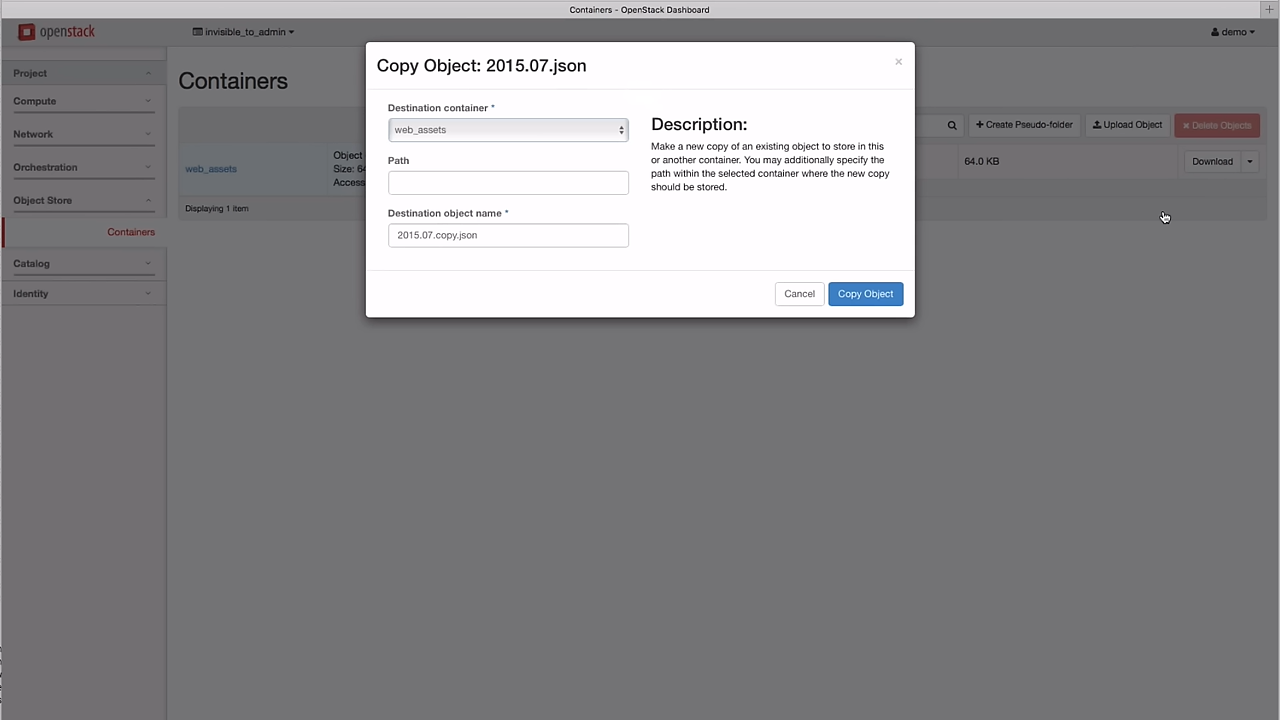 Containers - OpenStack Dashboard
openstack
invisible_to_admin
demo
Project
Compute
Network
Orchestration
Object Store
Containers
Catalog
Identity
Containers
Create Pseudo-folder
Upload Object
Delete Objects
web_assets
Object
Size: 64
Access
64.0 KB
Download
Displaying 1 item
Copy Object: 2015.07.json
×
Destination container *
web_assets
Path
Destination object name *
2015.07.copy.json
Description:
Make a new copy of an existing object to store in this
or another container. You may additionally specify the
path within the selected container where the new copy
should be stored.
Cancel
Copy Object